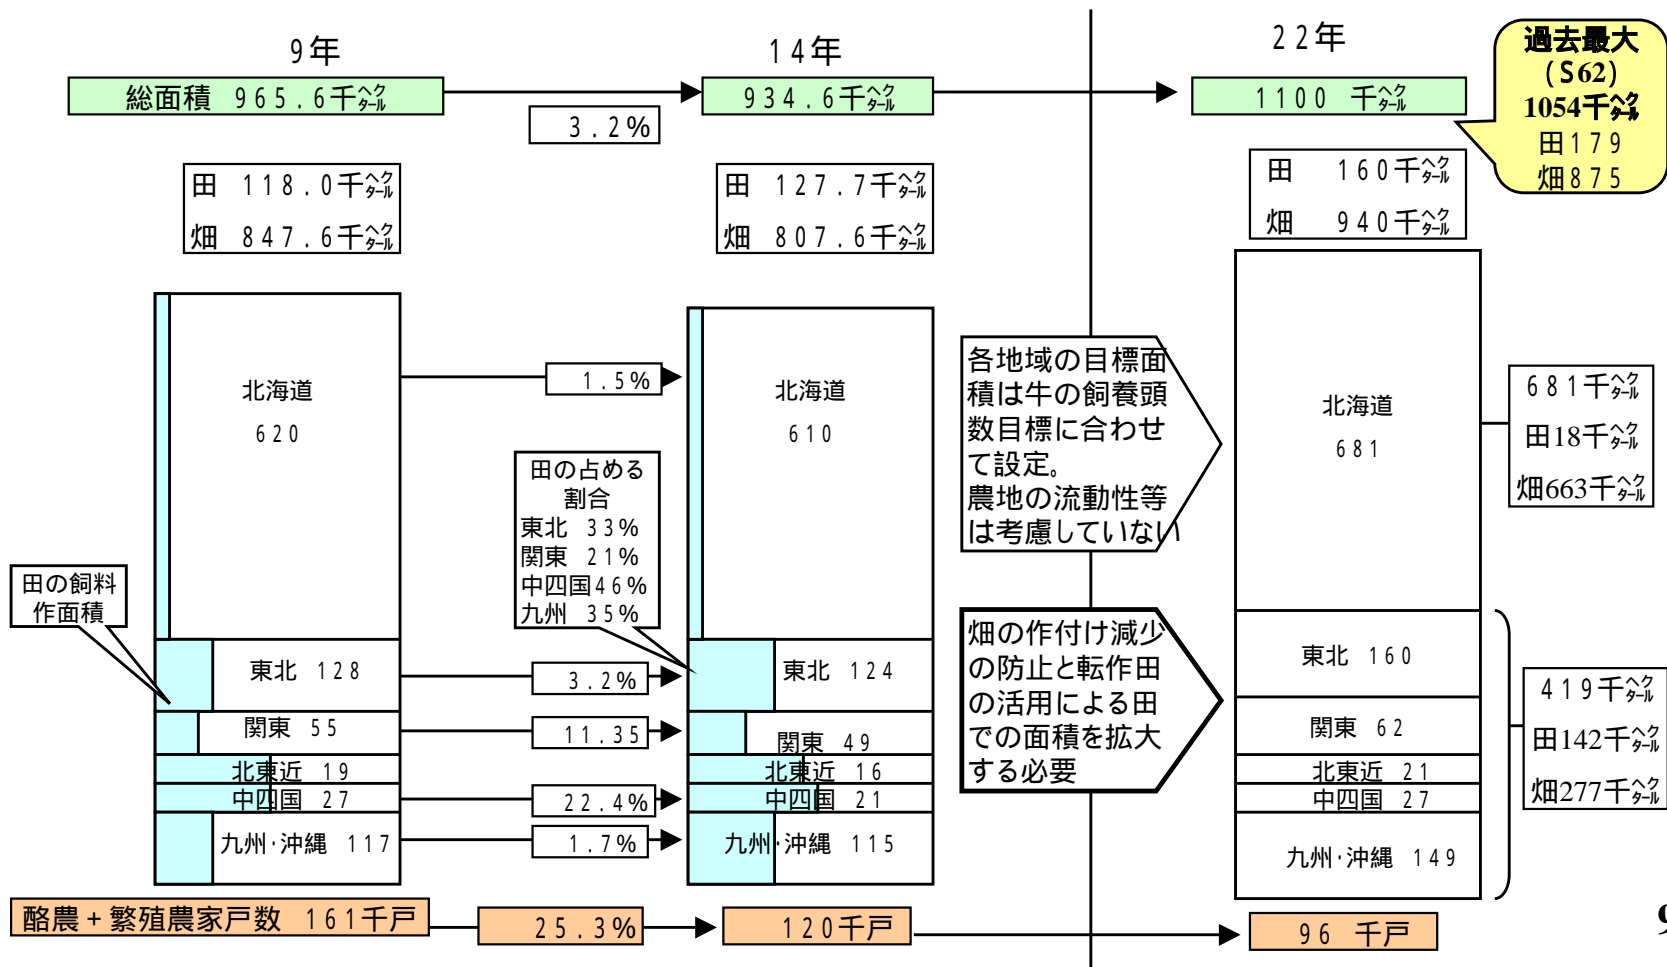 9年
総面積 965.6千㌶
3.2%
田 118.0千㌶
畑 847.6千㌶
北海道
620
東北 128
関東 55
北東近 19
中四国 27
九州・沖縄 117
田の飼料
作面積
酪農+繁殖農家戸数 161千戸
1.5%
3.2%
11.35
22.4%
1.7%
25.3%
14年
934.6千㌶
田 127.7千㌶
畑 807.6千㌶
北海道
610
田の占める
割合
東北 33%
関東 21%
中四国46%
九州 35%
東北 124
関東 49
北東近 16
中四国 21
九州・沖縄 115
120千戸
各地域の目標面
積は牛の飼養頭
数目標に合わせ
て設定。
農地の流動性等
は考慮していない
畑の作付け減少
の防止と転作田
の活用による田
での面積を拡大
する必要
22年
1100 千㌶
過去最大
(S62)
1054千㌶
田179
畑875
田 160千㌶
畑 940千㌶
北海道
681
東北 160
関東 62
北東近 21
中四国 27
九州・沖縄 149
681千㌶
田18千㌶
畑663千㌶
419千㌶
田142千㌶
畑277千㌶
96 千戸
9